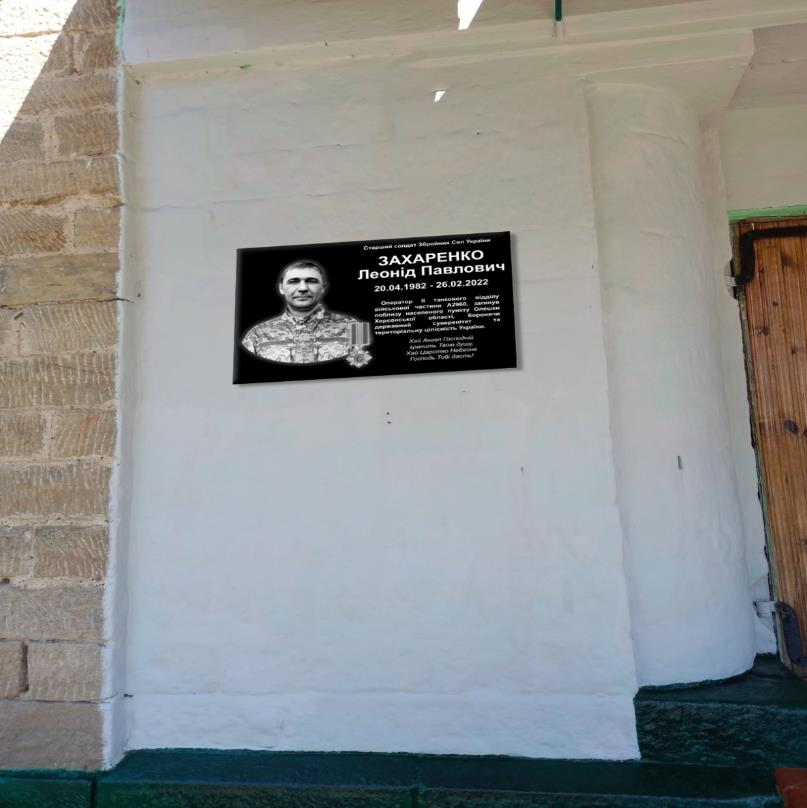 Старший солдат Збройних Сил України
ЗАХАРЕНКО
Леонід Павлович
20.04.1982 - 26.02.2022
Оператор ІІ танкового відділу
військової частини А2960, загинув
поблизу населеного пункту Олешки
Херсонської області, боронячи
державний суверенітет та
територіальну цілісність України.
Хай Ангел Господній
хранить Твою душу,
Хай Царство Небесне
Господь Тобі дасть!